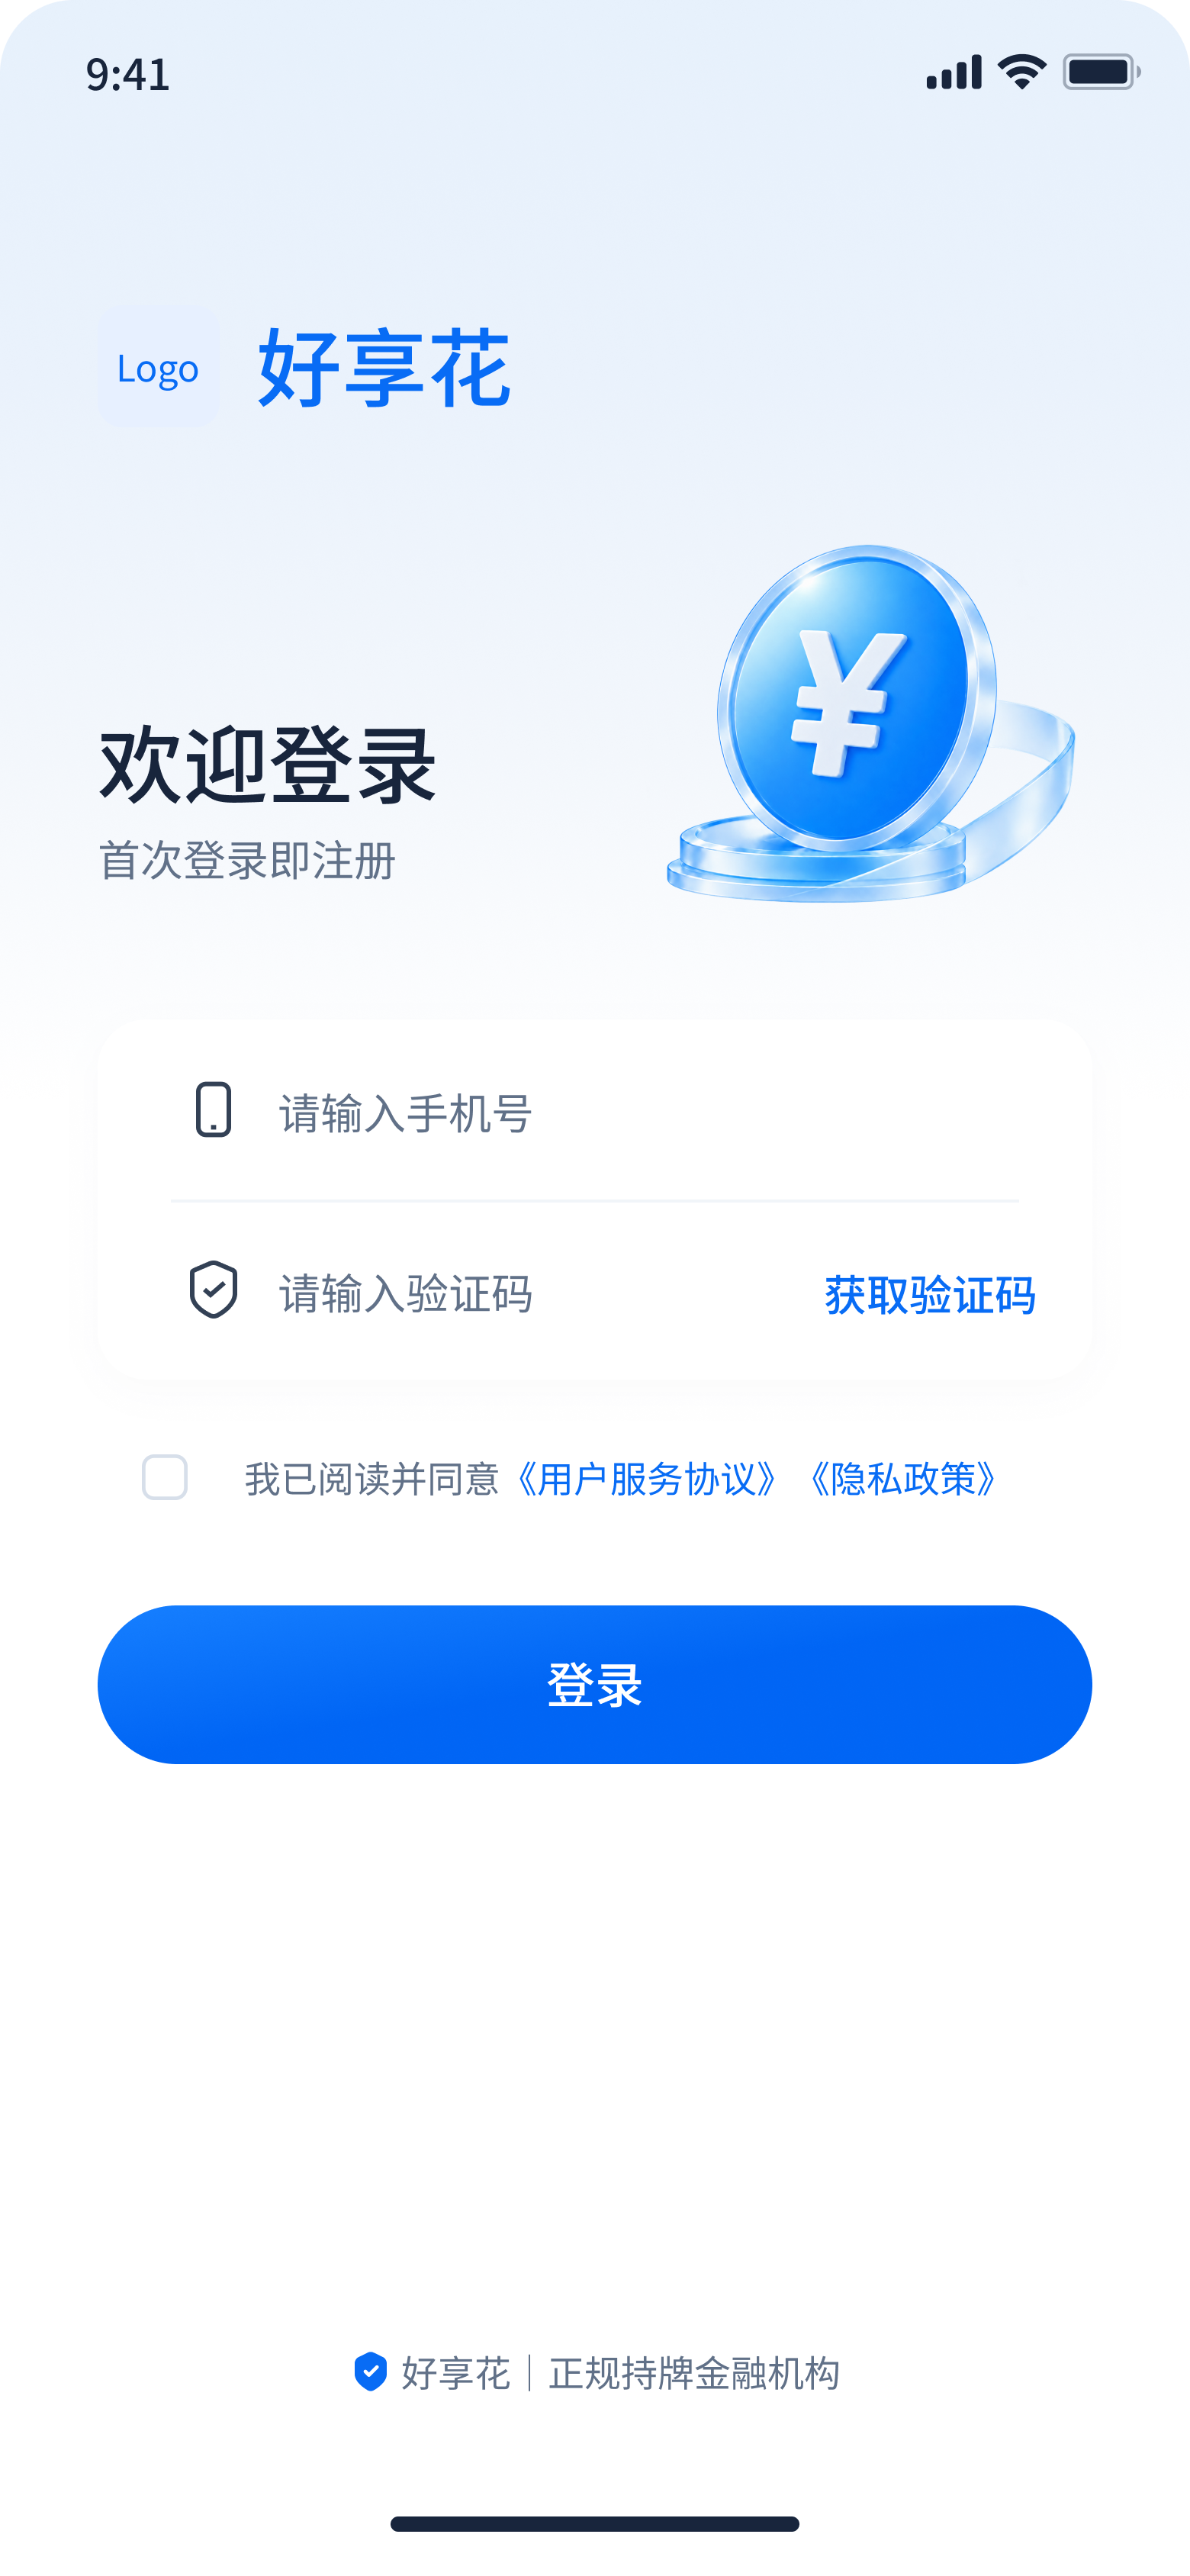 9:41
Logo
好享花
¥
欢迎登录
首次登录即注册
请输入手机号
请输入验证码
获取验证码
我已阅读并同意《用户服务协议》《隐私政策》
登录
好享花｜正规持牌金融机构